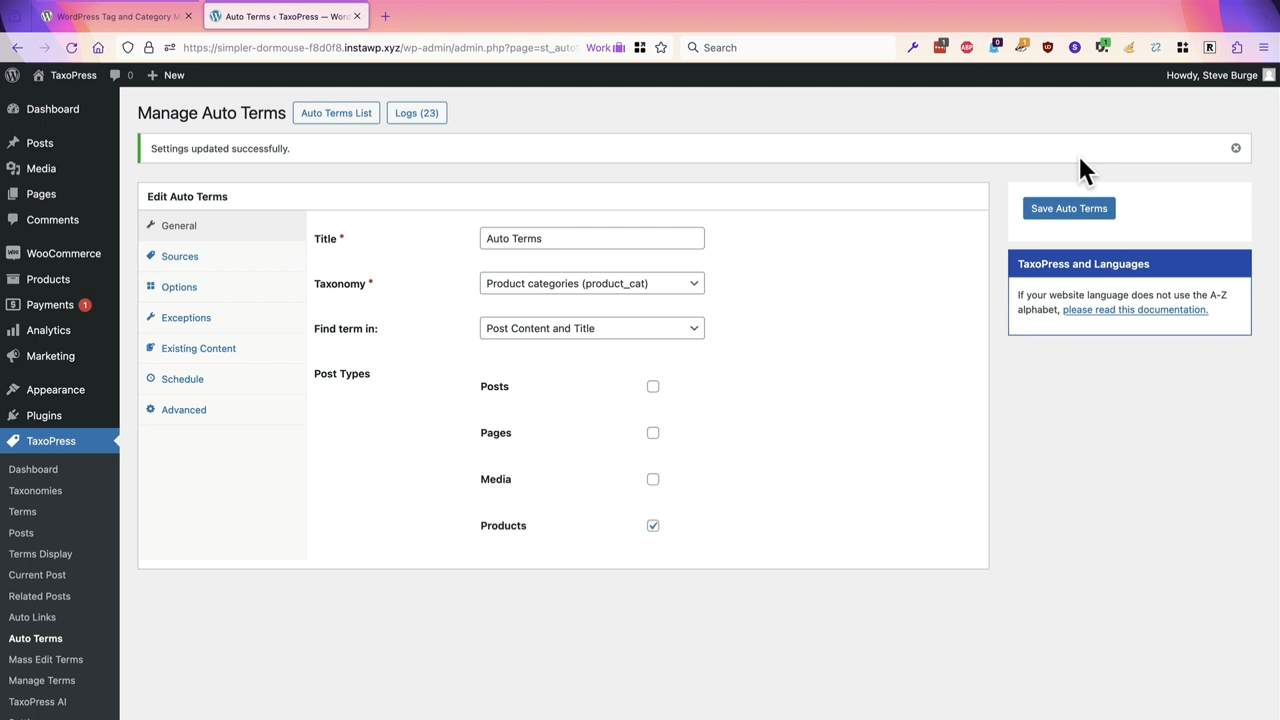 WordPress Tag and Category M
Auto Terms ‹ TaxoPress — Wor
https://simpler-dormouse-f8d0f8.instawp.xyz/wp-admin/admin.php?page=st_auto
Work
Search
1
0
1
1
TaxoPress
0
New
Howdy, Steve Burge
Dashboard
Posts
Media
Pages
Comments
WooCommerce
Products
Payments 1
Analytics
Marketing
Appearance
Plugins
TaxoPress
Dashboard
Taxonomies
Terms
Posts
Terms Display
Current Post
Related Posts
Auto Links
Auto Terms
Mass Edit Terms
Manage Terms
TaxoPress AI
Manage Auto Terms
Auto Terms List
Logs (23)
Settings updated successfully.
Edit Auto Terms
General
Sources
Options
Exceptions
Existing Content
Schedule
Advanced
Title *
Auto Terms
Taxonomy *
Product categories (product_cat)
Find term in:
Post Content and Title
Post Types
Posts
Pages
Media
Products
Save Auto Terms
TaxoPress and Languages
If your website language does not use the A-Z
alphabet, please read this documentation.